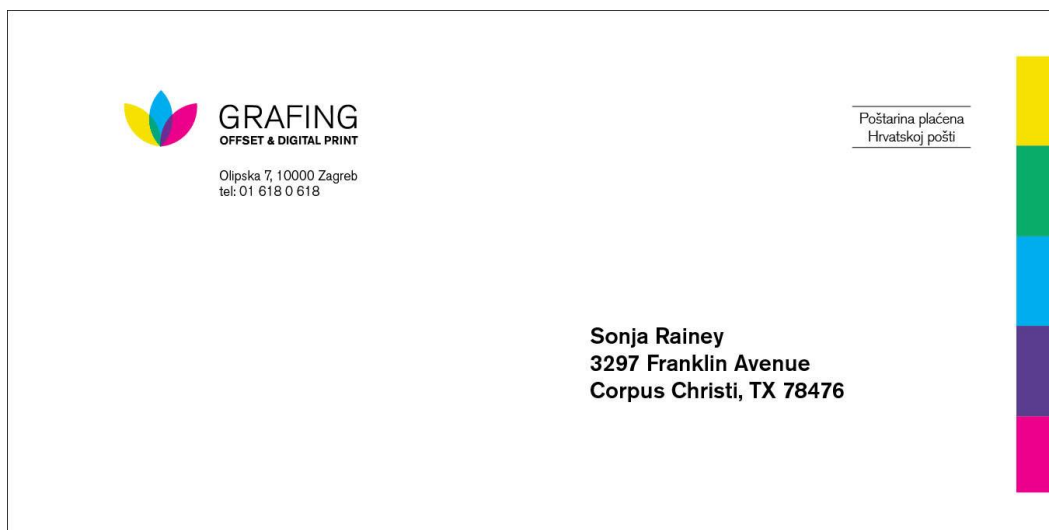 GRAFING
OFFSET & DIGITAL PRINT
Olipska 7, 10000 Zagreb
tel: 01 618 0 618
Poštarina plaćena
Hrvatskoj pošti
Sonja Rainey
3297 Franklin Avenue
Corpus Christi, TX 78476